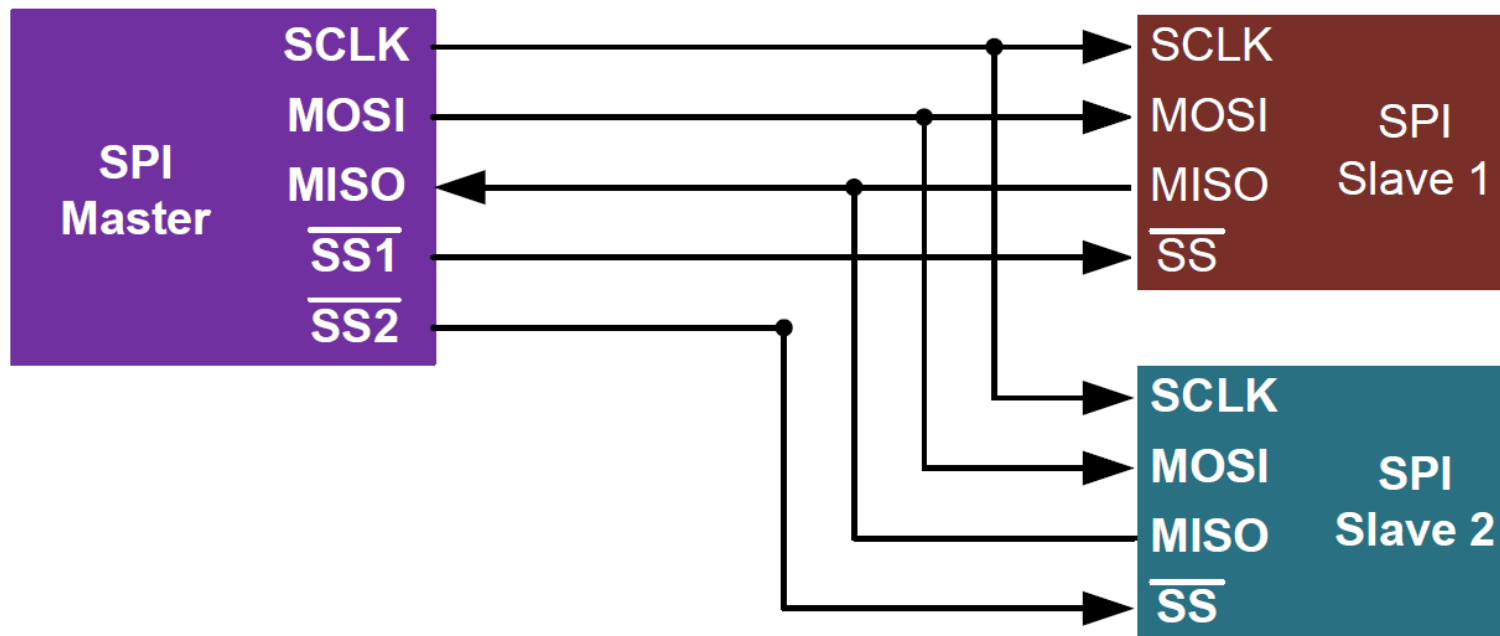 SPI
Master
SCLK
MOSI
MISO
SS1
SS2
SCLK
MOSI
MISO
SS
SPI
Slave 1
SCLK
MOSI
MISO
SS
SPI
Slave 2